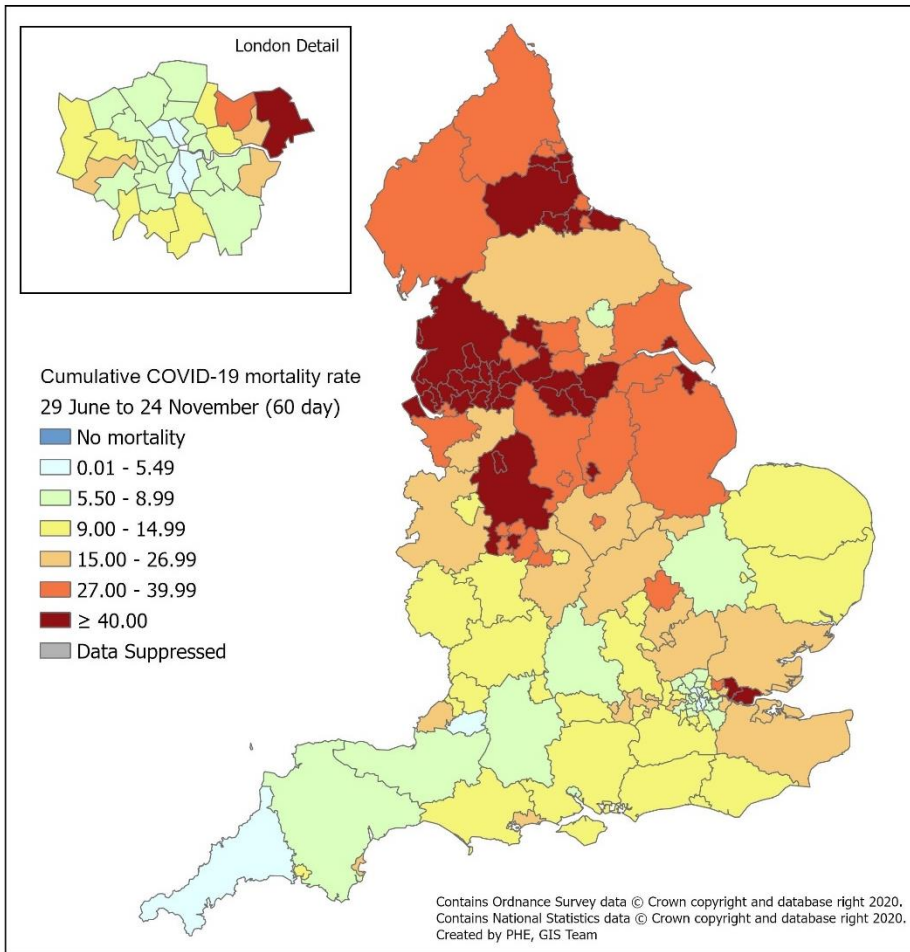 London Detail
Cumulative COVID-19 mortality rate
29 June to 24 November (60 day)
No mortality
0.01 - 5.49
5.50 - 8.99
9.00 - 14.99
15.00 - 26.99
27.00 - 39.99
≥ 40.00
Data Suppressed
Contains Ordnance Survey data © Crown copyright and database right 2020.
Contains National Statistics data © Crown copyright and database right 2020.
Created by PHE, GIS Team